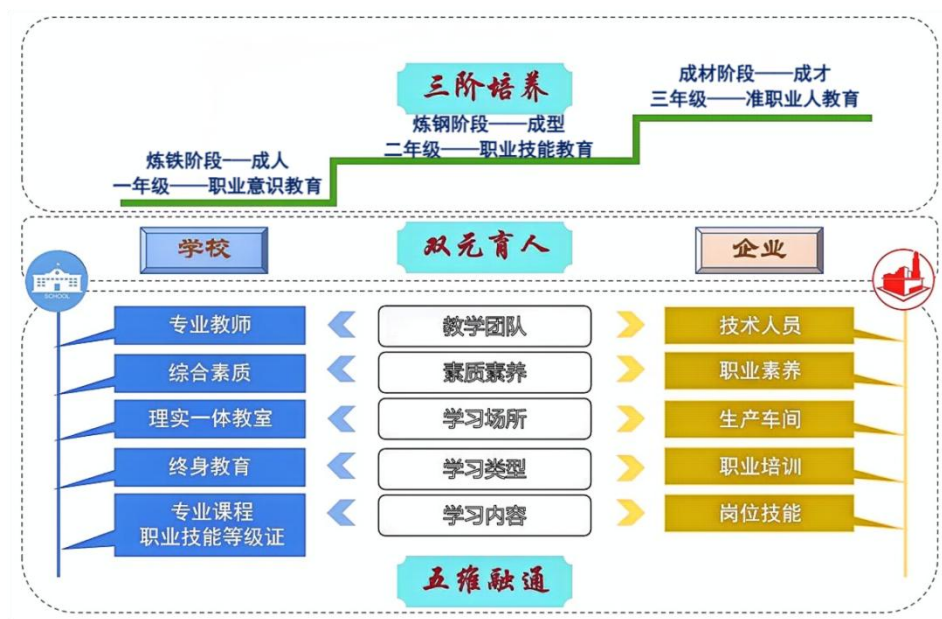 三阶培养
成材阶段——成才
三年级——准职业人教育
炼钢阶段——成型
二年级——职业技能教育
炼铁阶段——成人
一年级——职业意识教育
学校
双元育人
企业
SCHOOL
专业教师
教学团队
技术人员
综合素质
素质素养
职业素养
理实一体教室
学习场所
生产车间
终身教育
学习类型
职业培训
专业课程
职业技能等级证
学习内容
岗位技能
五维融通